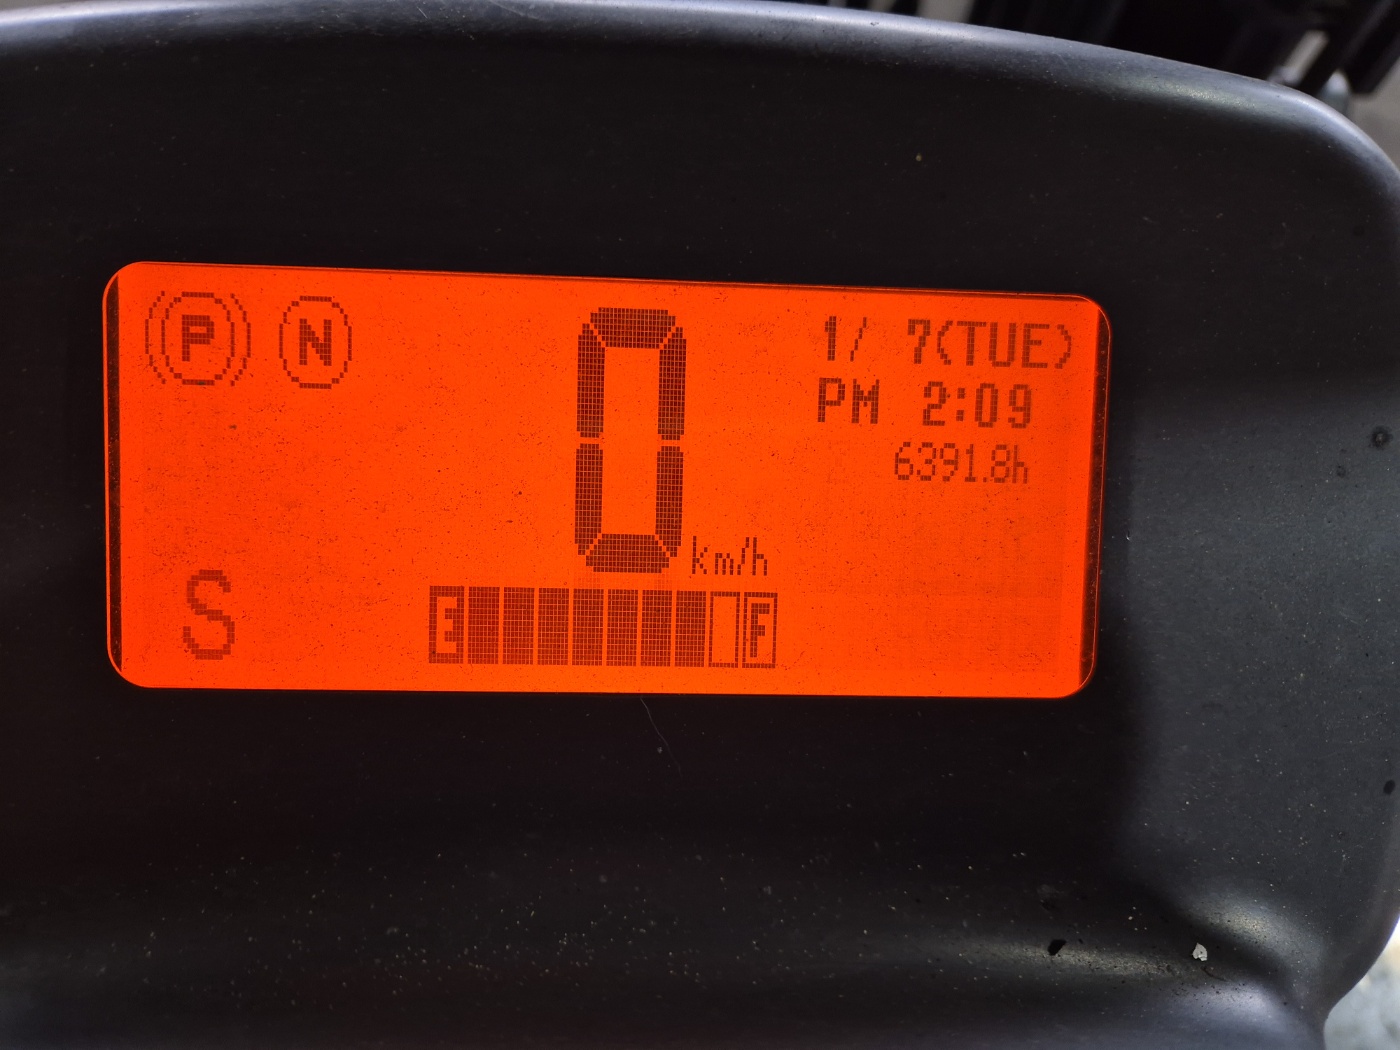 P N
0 km/h
1/ 7(TUE)
PM 2:09
6391.8h
S
E F